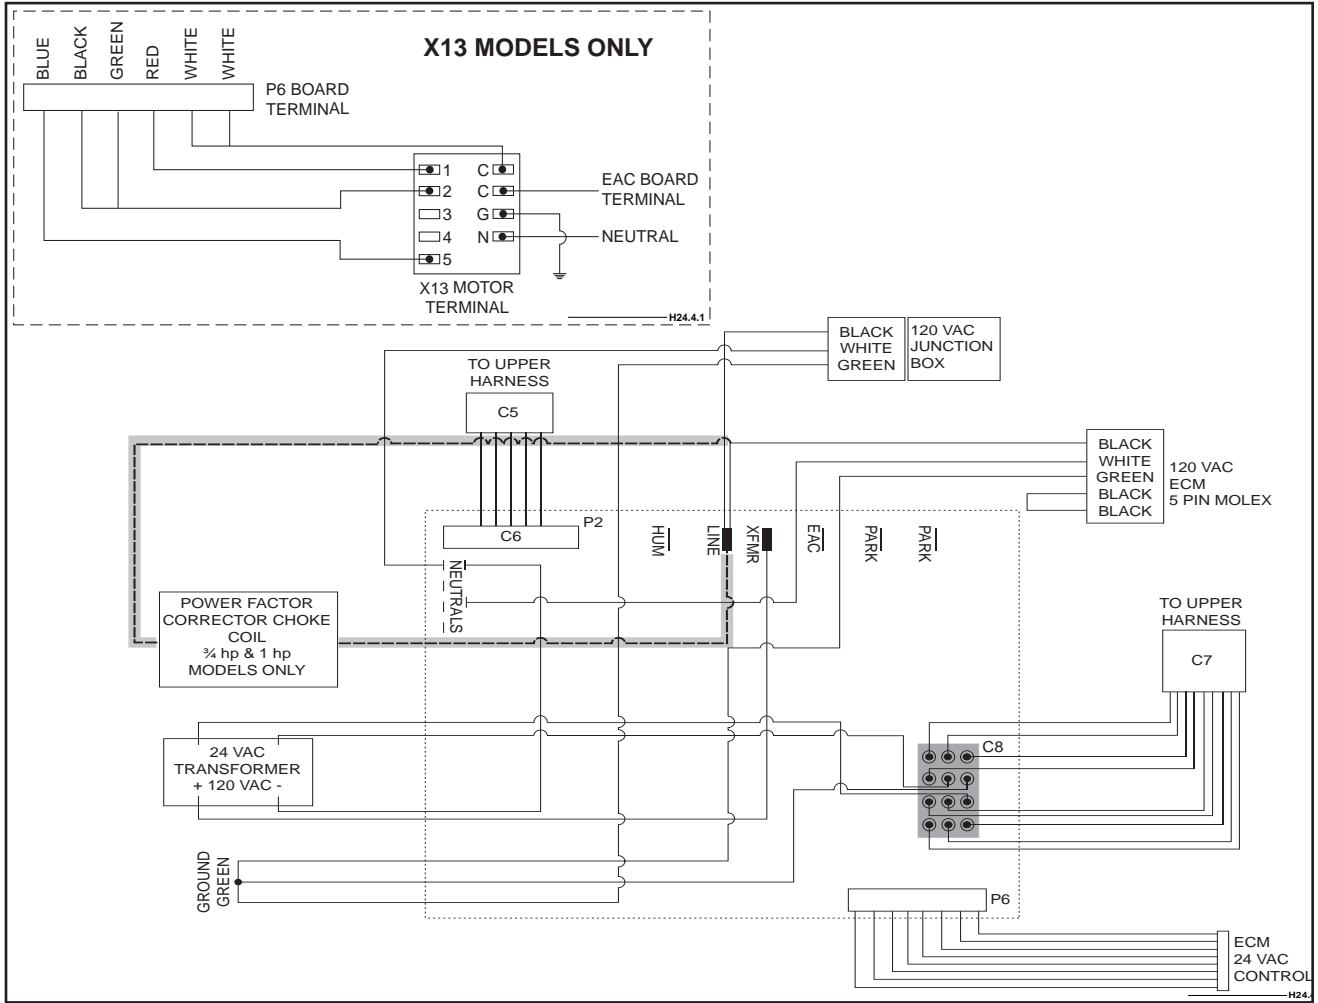 X13 MODELS ONLY
BLUE
BLACK
GREEN
RED
WHITE
WHITE
P6 BOARD
TERMINAL
1
2
3
4
5
C
C
G
N
EAC BOARD
TERMINAL
NEUTRAL
X13 MOTOR
TERMINAL
H24.4.1
BLACK
WHITE
GREEN
120 VAC
JUNCTION
BOX
TO UPPER
HARNESS
C5
BLACK
WHITE
GREEN
BLACK
BLACK
120 VAC
ECM
5 PIN MOLEX
P2
C6
HUM
LINE
XFMR
EAC
PARK
PARK
NEUTRALS
POWER FACTOR
CORRECTOR CHOKE
COIL
¾ hp & 1 hp
MODELS ONLY
TO UPPER
HARNESS
C7
24 VAC
TRANSFORMER
+ 120 VAC -
C8
GROUND
GREEN
P6
ECM
24 VAC
CONTROL
H24.